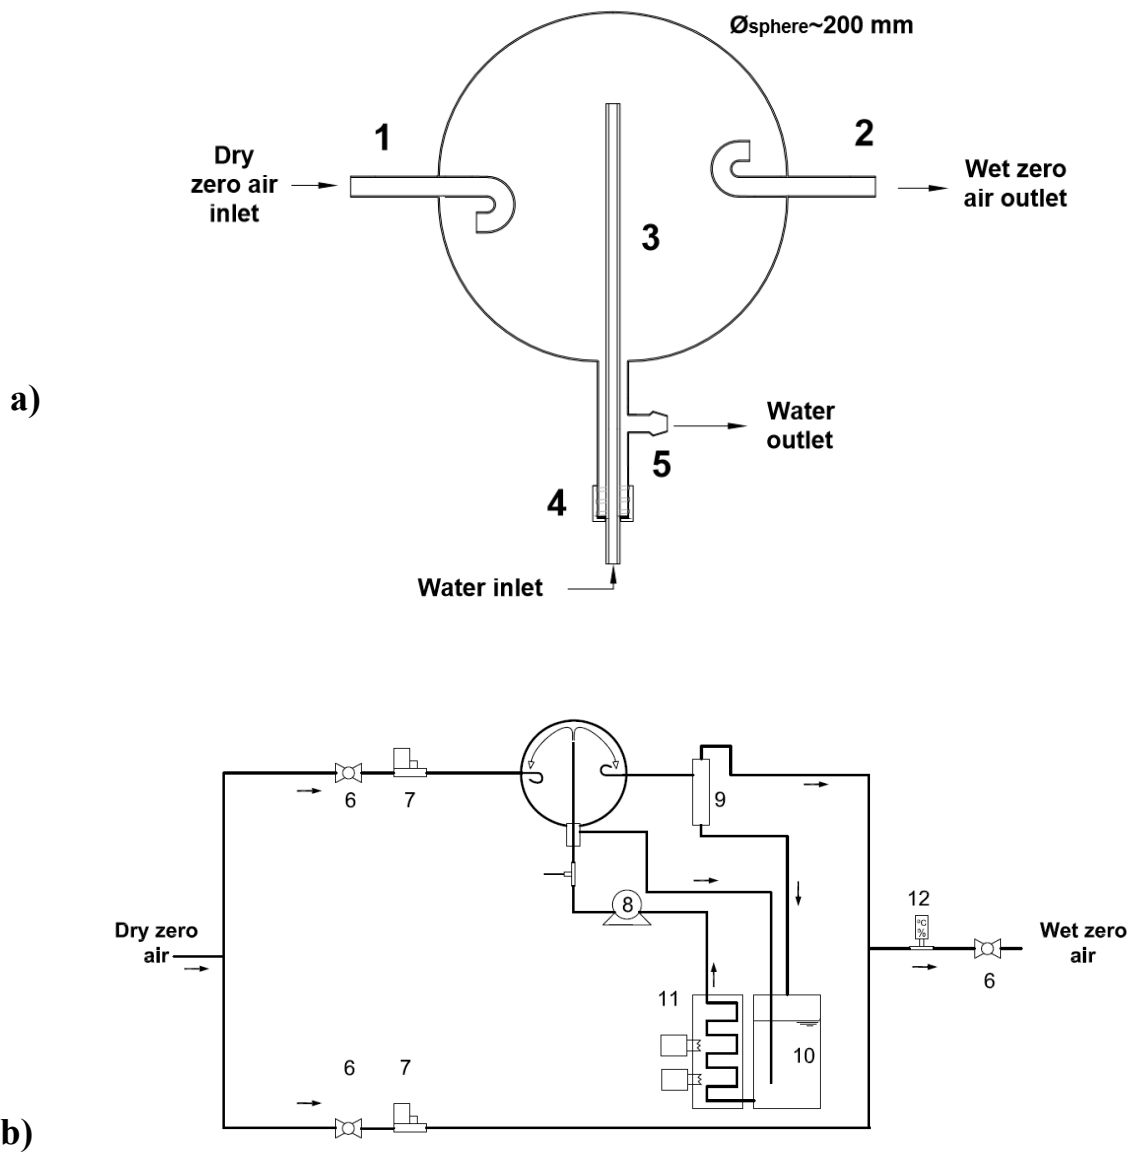 Øsphere~200 mm
1
2
Dry
zero air
inlet
Wet zero
air outlet
3
a)
Water
outlet
5
4
Water inlet
6
7
9
8
12
°C
%
Dry zero
air
Wet zero
air
6
11
10
6
7
b)